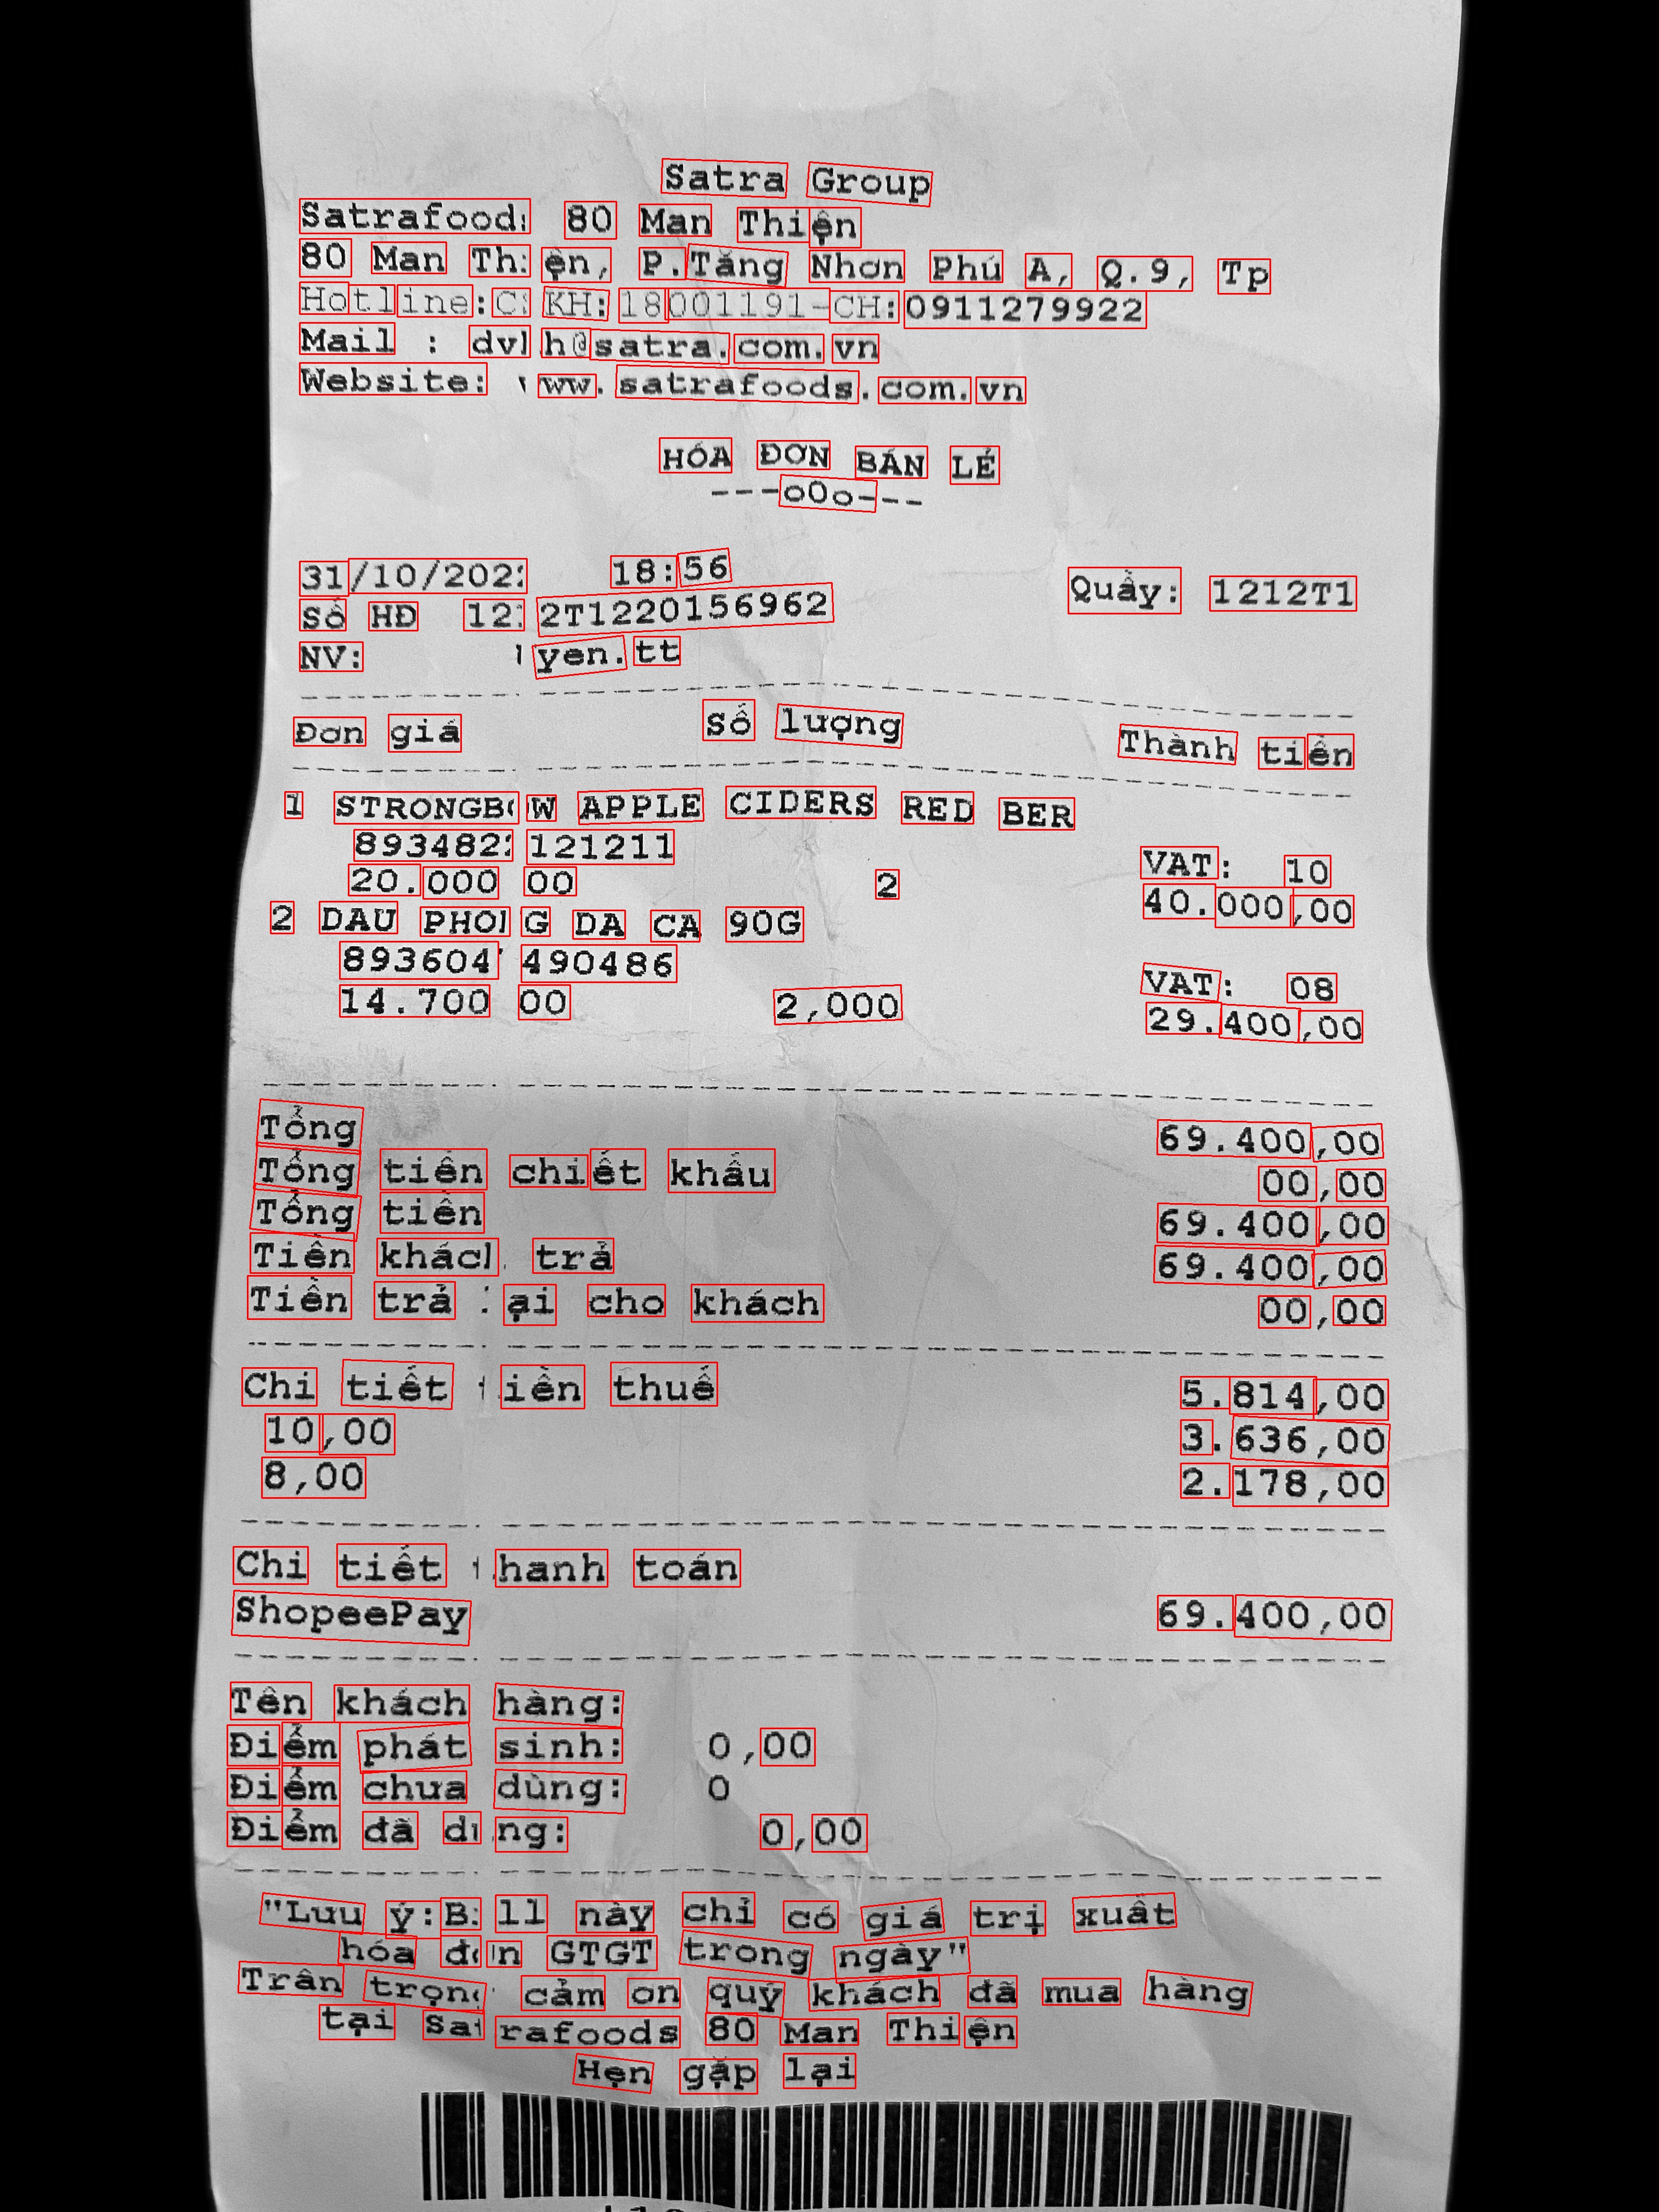 Satra Group
Satrafood: 80 Man Thiện
80 Man Thiện, P.Tăng Nhơn Phú A, Q.9, Tp
Hotline:CSKH:18001191-CH:0911279922
Mail : dvkh@satra.com.vn
Website: www.satrafoods.com.vn
HÓA ĐƠN BÁN LẺ
---oOo---
31/10/2022 18:56
Số HĐ 1212T1220156962 Quầy: 1212T1
NV: yen.tt
Đơn giá Số lượng Thành tiền
1 STRONGBOW APPLE CIDERS RED BER
893482 121211 VAT: 10
20.000 00 2 40.000,00
2 DAU PHONG DA CA 90G
893604 490486 VAT: 08
14.700 00 2,000 29.400,00
Tổng 69.400,00
Tổng tiền chiết khấu 00,00
Tổng tiền 69.400,00
Tiền khách trả 69.400,00
Tiền trả lại cho khách 00,00
Chi tiết tiền thuế 5.814,00
10,00 3.636,00
8,00 2.178,00
Chi tiết thanh toán
ShopeePay 69.400,00
Tên khách hàng:
Điểm phát sinh: 0,00
Điểm chưa dùng: 0
Điểm đã dùng: 0,00
"Lưu ý:Bill này chỉ có giá trị xuất
hóa đơn GTGT trong ngày"
Trân trọng cảm ơn quý khách đã mua hàng
tại Satrafoods 80 Man Thiện
Hẹn gặp lại